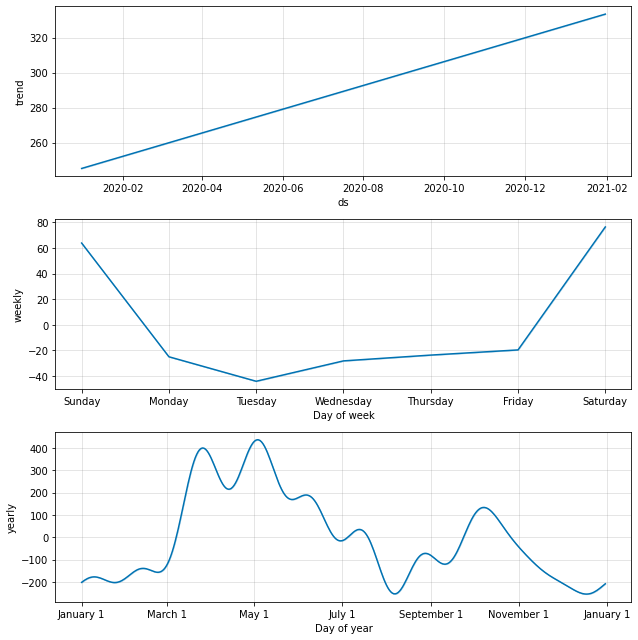 320
300
280
260
trend
2020-02 2020-04 2020-06 2020-08 2020-10 2020-12 2021-02
ds
80
60
40
20
0
−20
−40
weekly
Sunday Monday Tuesday Wednesday Thursday Friday Saturday
Day of week
400
300
200
100
0
−100
−200
yearly
January 1 March 1 May 1 July 1 September 1 November 1 January 1
Day of year